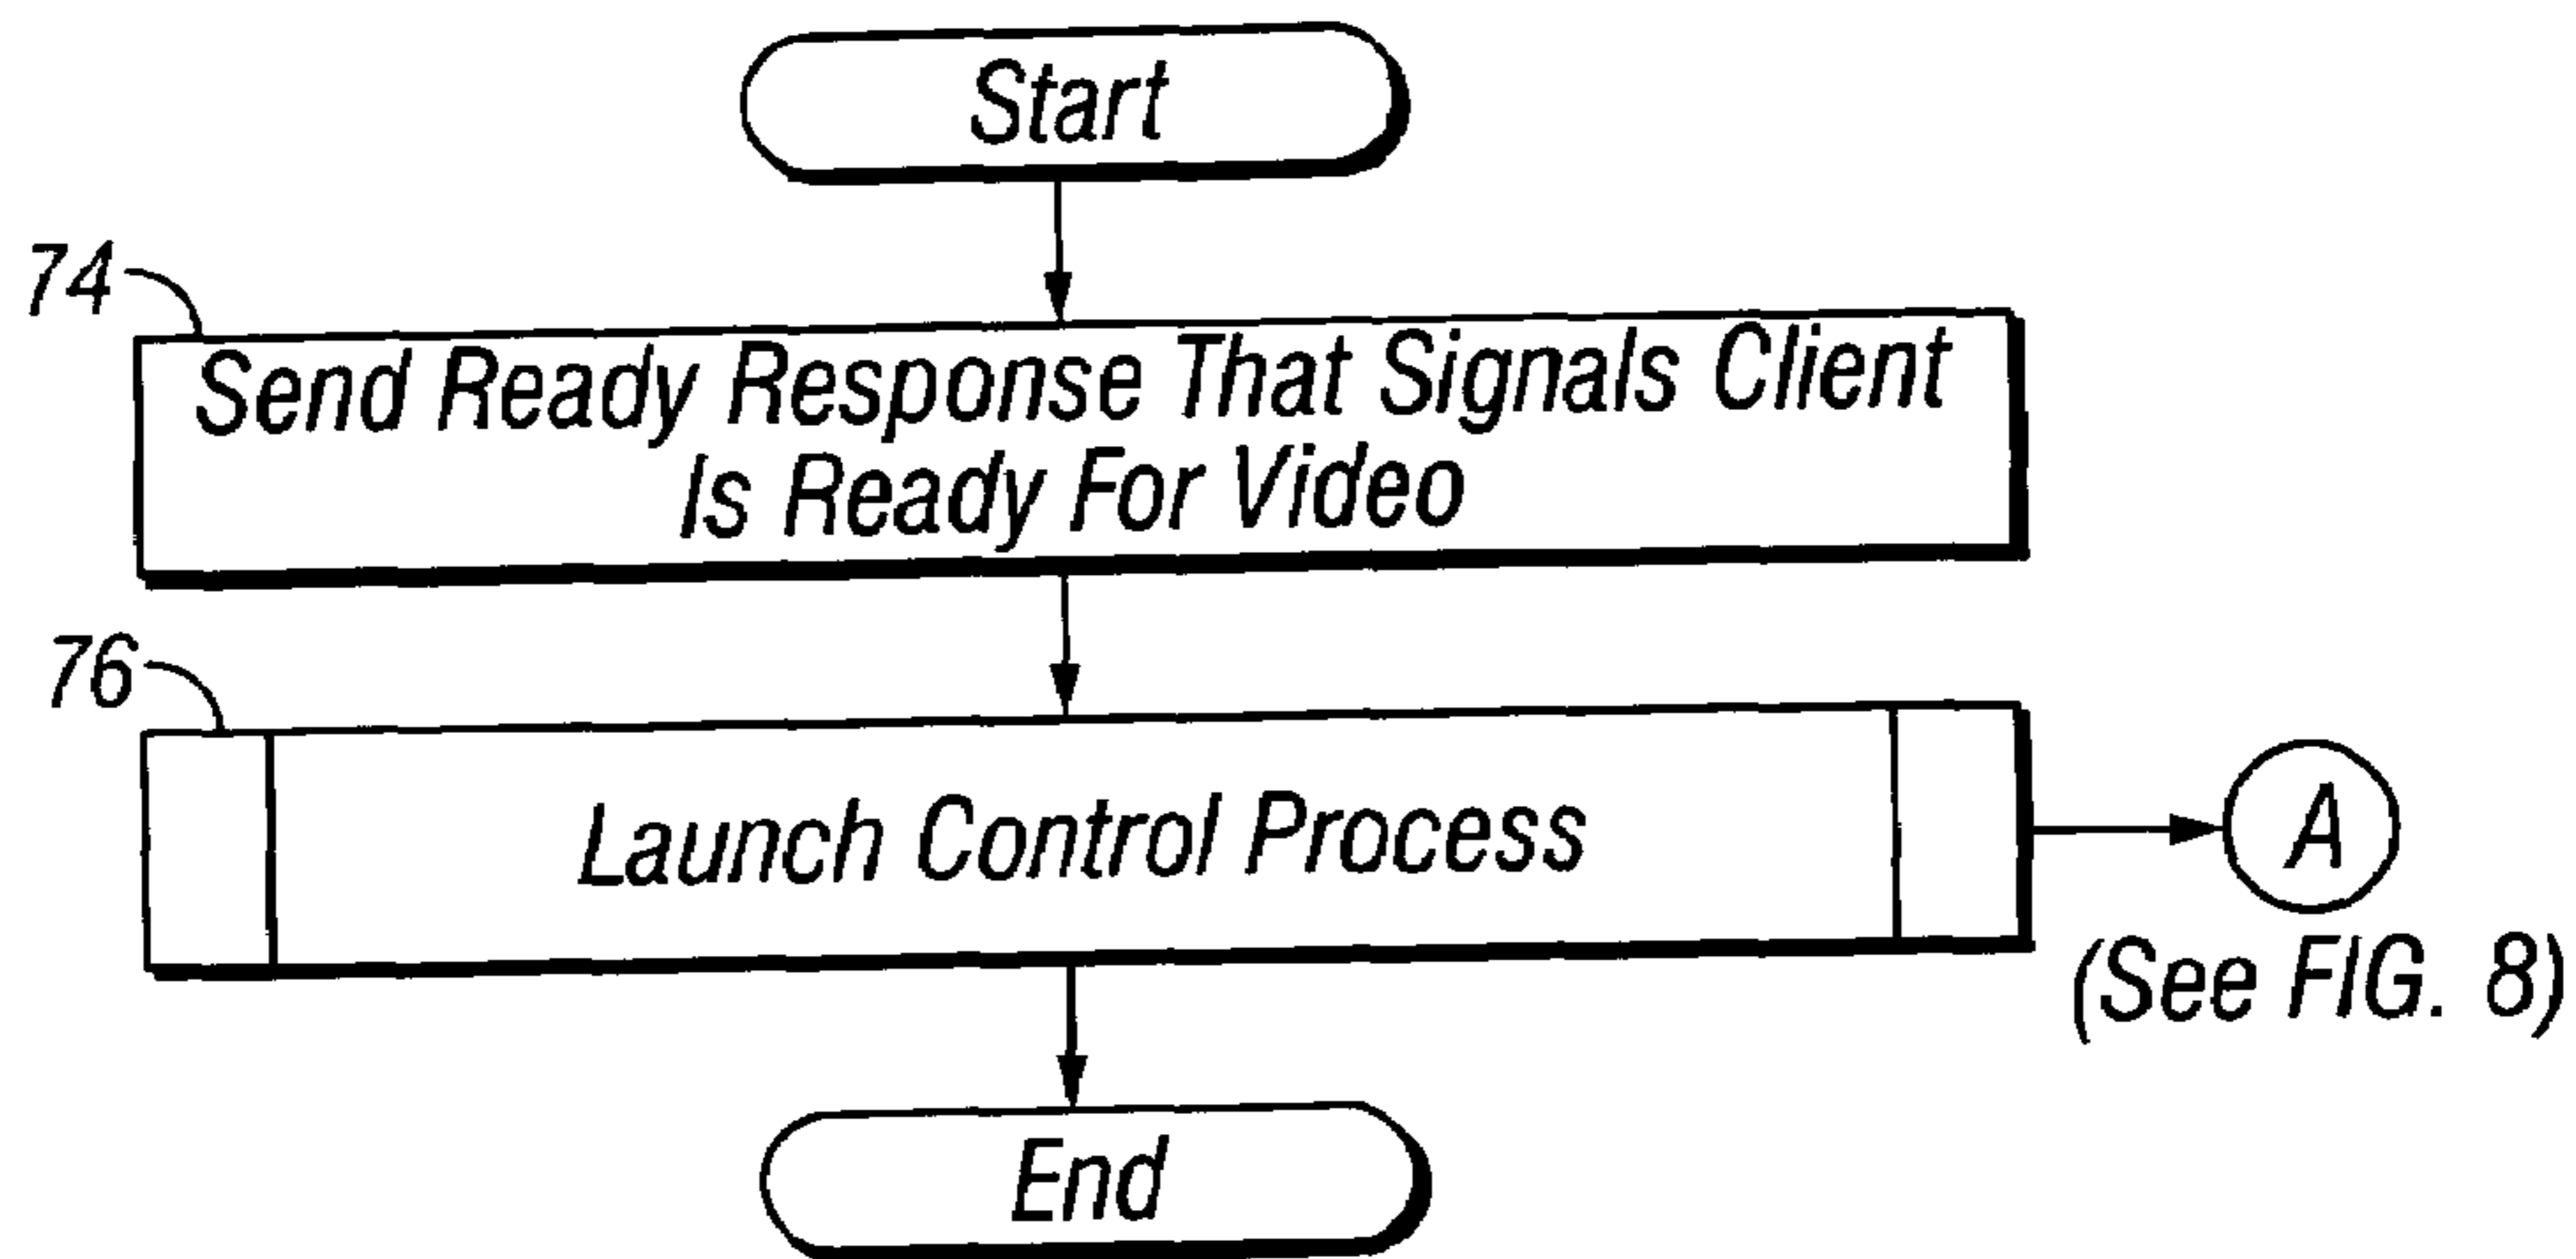 Start
74
Send Ready Response That Signals Client
Is Ready For Video
76
Launch Control Process
A
(See FIG. 8)
End